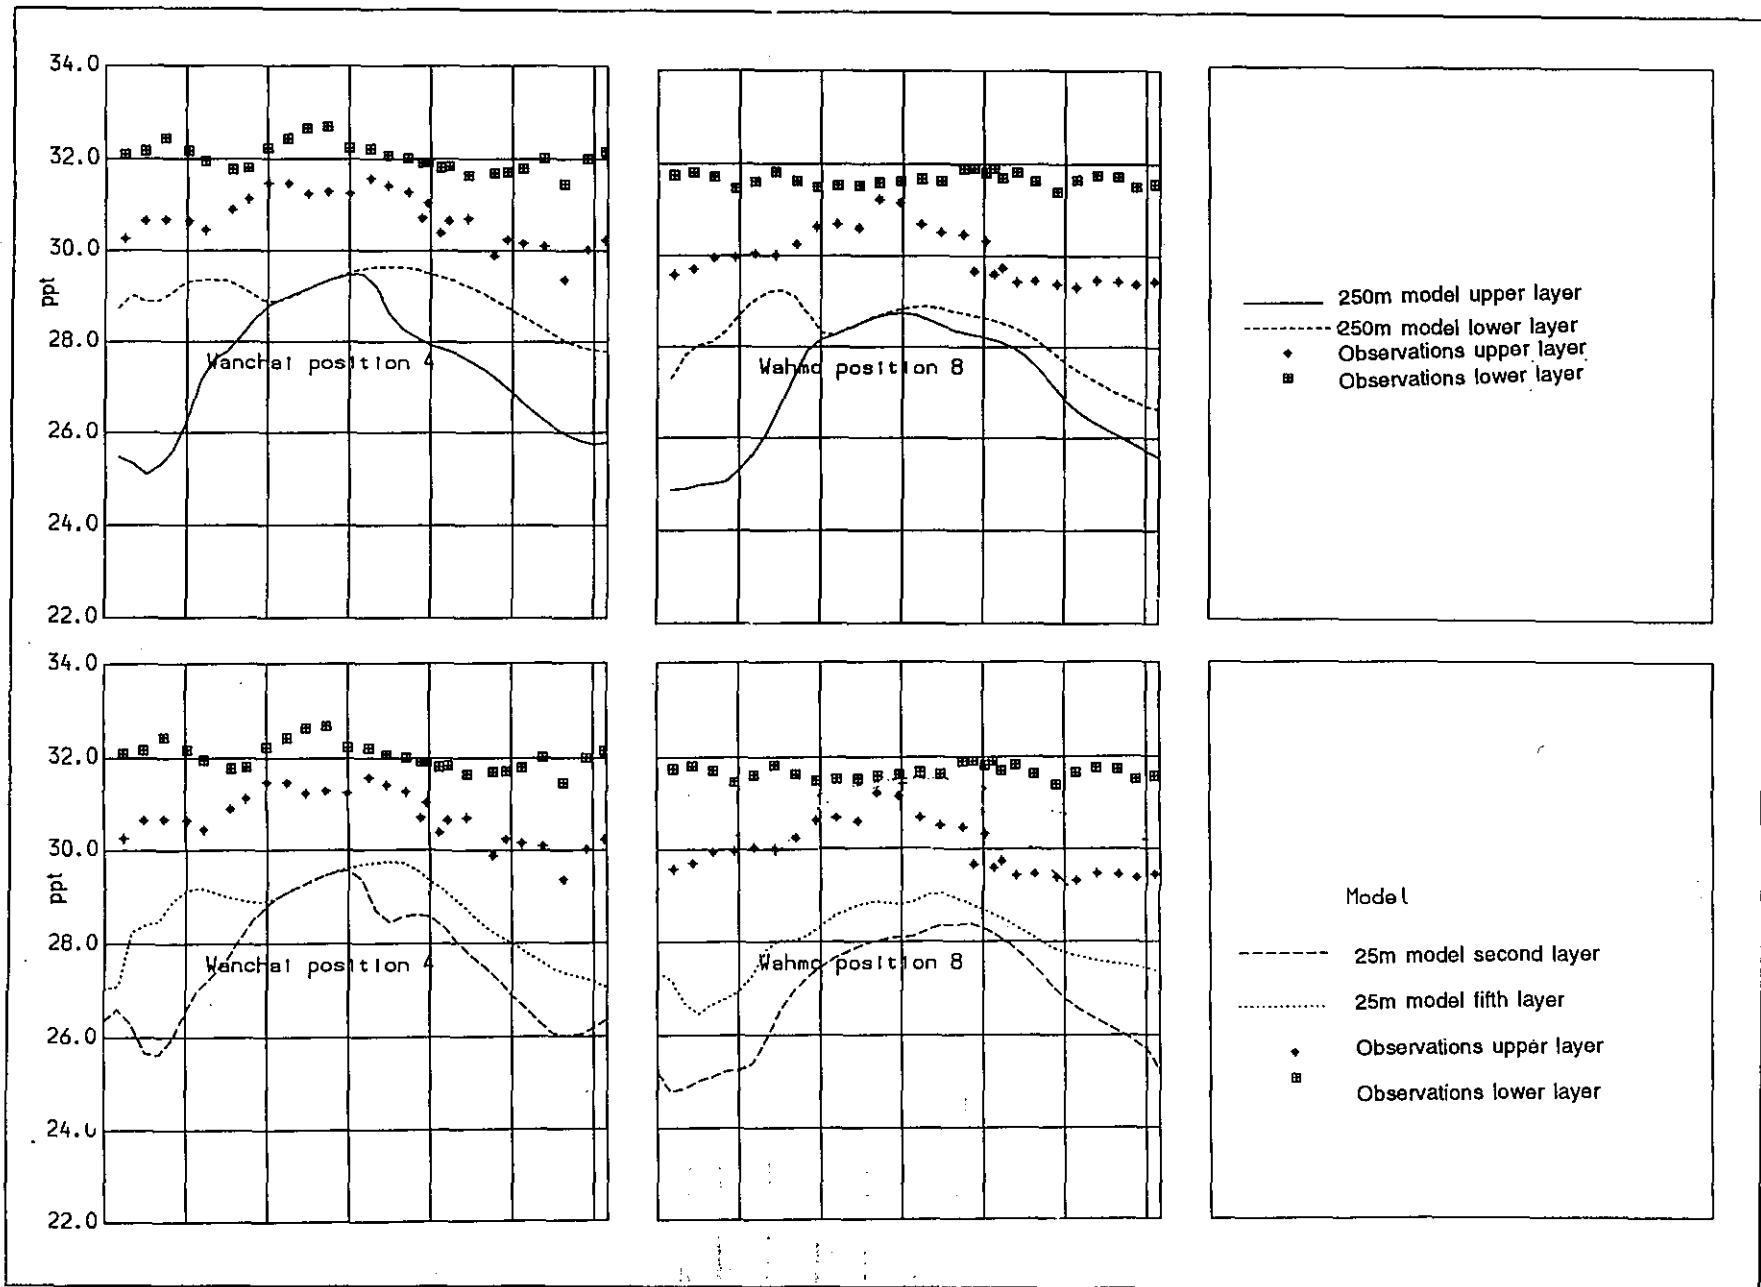 34.0
32.0
30.0
ppt
28.0
26.0
24.0
22.0
Wanchai position 4
Wahmo position 8
250m model upper layer
250m model lower layer
Observations upper layer
Observations lower layer
34.0
32.0
30.0
ppt
28.0
26.0
24.0
22.0
Wanchai position 4
Wahmo position 8
Model
25m model second layer
25m model fifth layer
Observations upper layer
Observations lower layer